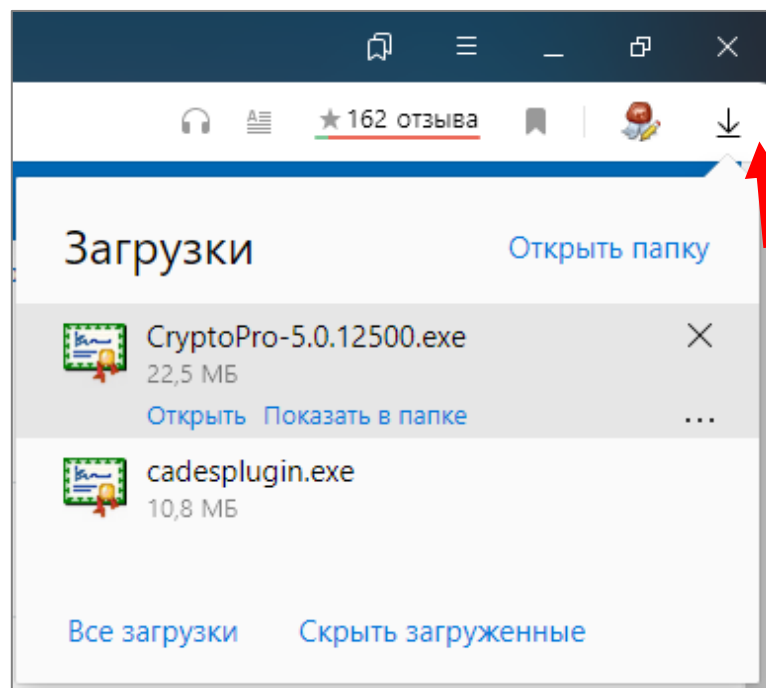 162 отзыва
Загрузки
Открыть папку
CryptoPro-5.0.12500.exe
22,5 МБ
Открыть Показать в папке
cadesplugin.exe
10,8 МБ
Все загрузки Скрыть загруженные